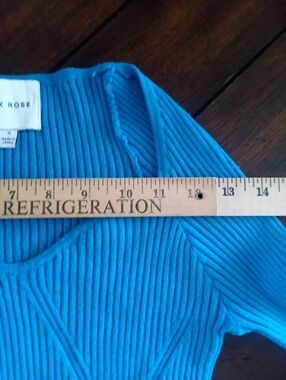 K ROSE
7 8 9 10 11 12 13 14
REFRIGERATION